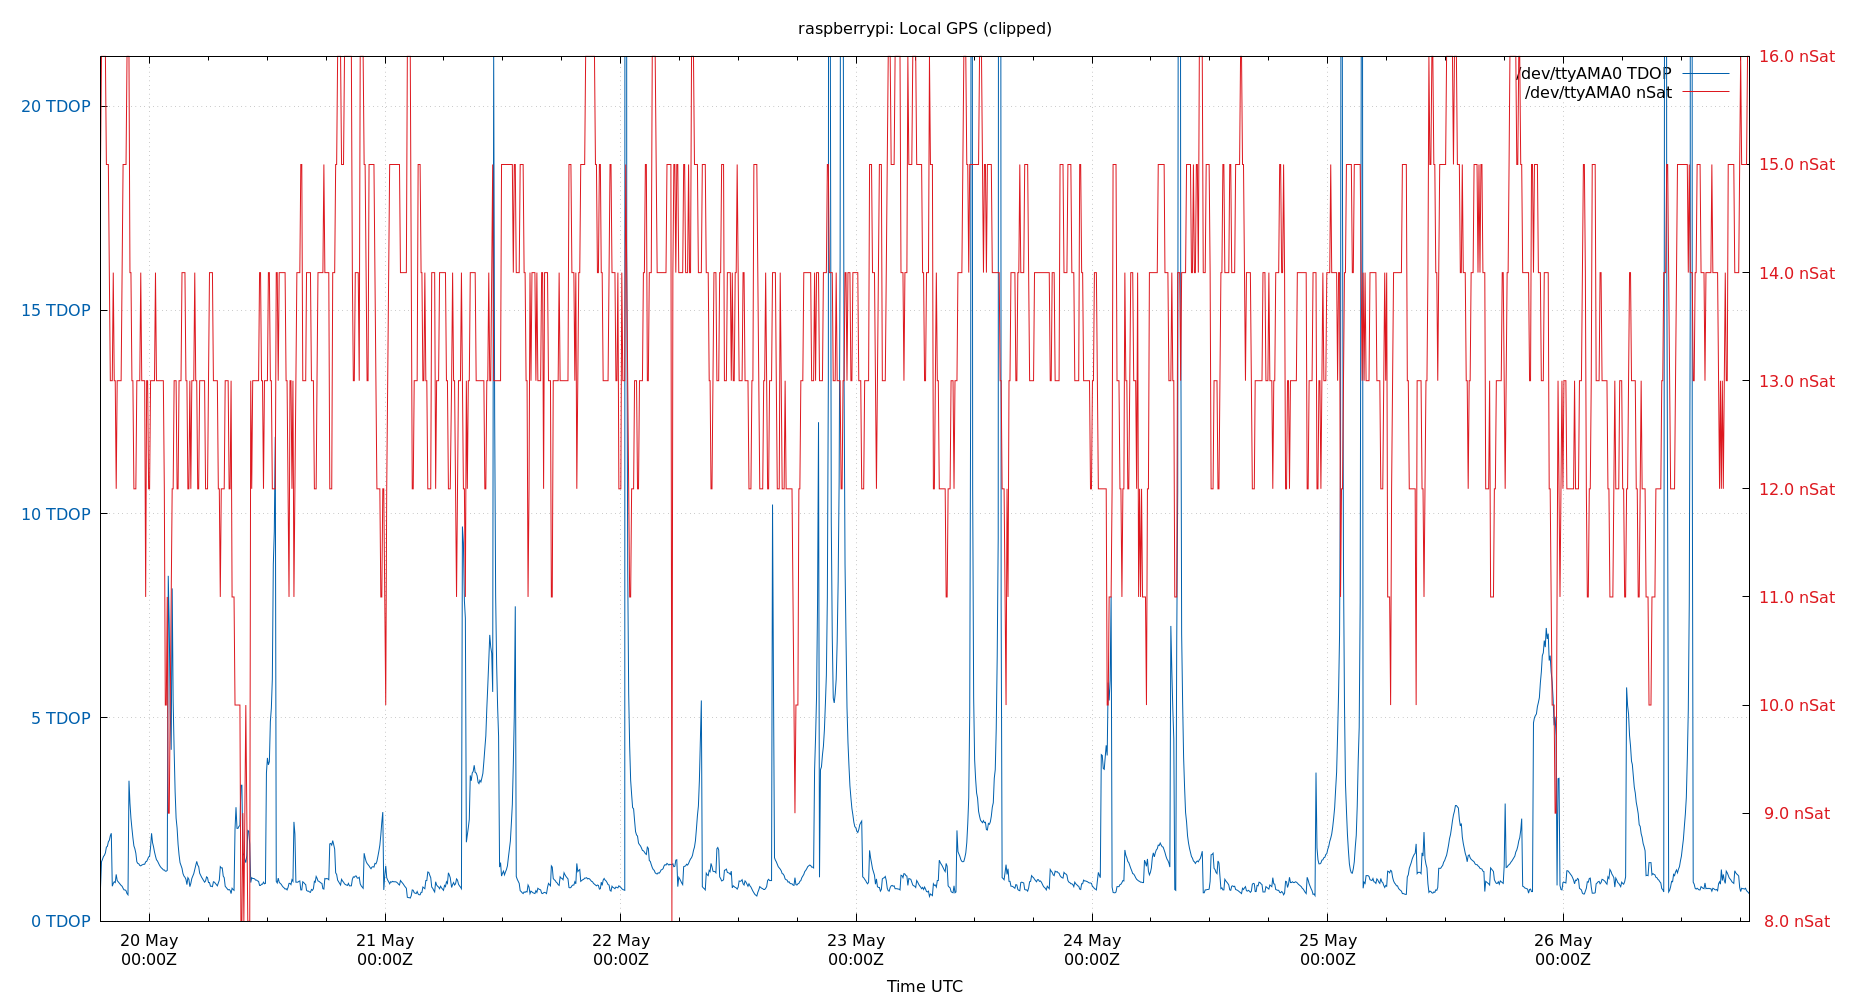 raspberrypi: Local GPS (clipped)
16.0 nSat
/dev/ttyAMA0 TDOP
/dev/ttyAMA0 nSat
20 TDOP
15.0 nSat
14.0 nSat
15 TDOP
13.0 nSat
12.0 nSat
10 TDOP
11.0 nSat
10.0 nSat
5 TDOP
9.0 nSat
0 TDOP
8.0 nSat
20 May 21 May 22 May 23 May 24 May 25 May 26 May
00:00Z 00:00Z 00:00Z 00:00Z 00:00Z 00:00Z 00:00Z
Time UTC